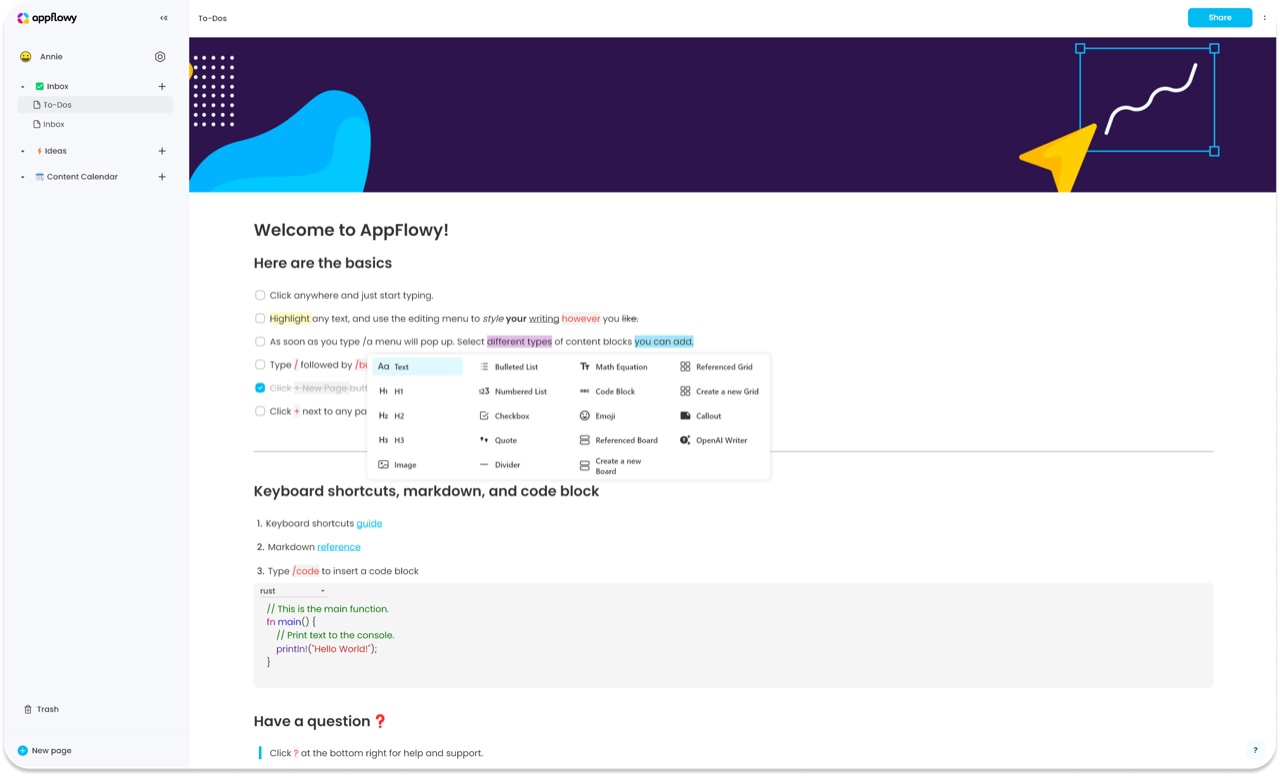 appflowy
To-Dos
Share
Annie
Inbox
To-Dos
Inbox
Ideas
Content Calendar
Trash
New page
Welcome to AppFlowy!
Here are the basics
Click anywhere and just start typing.
Highlight any text, and use the editing menu to style your writing however you like.
As soon as you type /a menu will pop up. Select different types of content blocks you can add.
Type / followed by /bu
Click + New Page butt
Click + next to any pa
Aa Text
H1 H1
H2 H2
H3 H3
Image
Bulleted List
123 Numbered List
Checkbox
Quote
Divider
Tr Math Equation
Code Block
Emoji
Referenced Board
Create a new
Board
Referenced Grid
Create a new Grid
Callout
OpenAI Writer
Keyboard shortcuts, markdown, and code block
1. Keyboard shortcuts guide
2. Markdown reference
3. Type /code to insert a code block
rust
// This is the main function.
fn main() {
// Print text to the console.
println!("Hello World!");
}
Have a question ❓
Click ? at the bottom right for help and support.
?